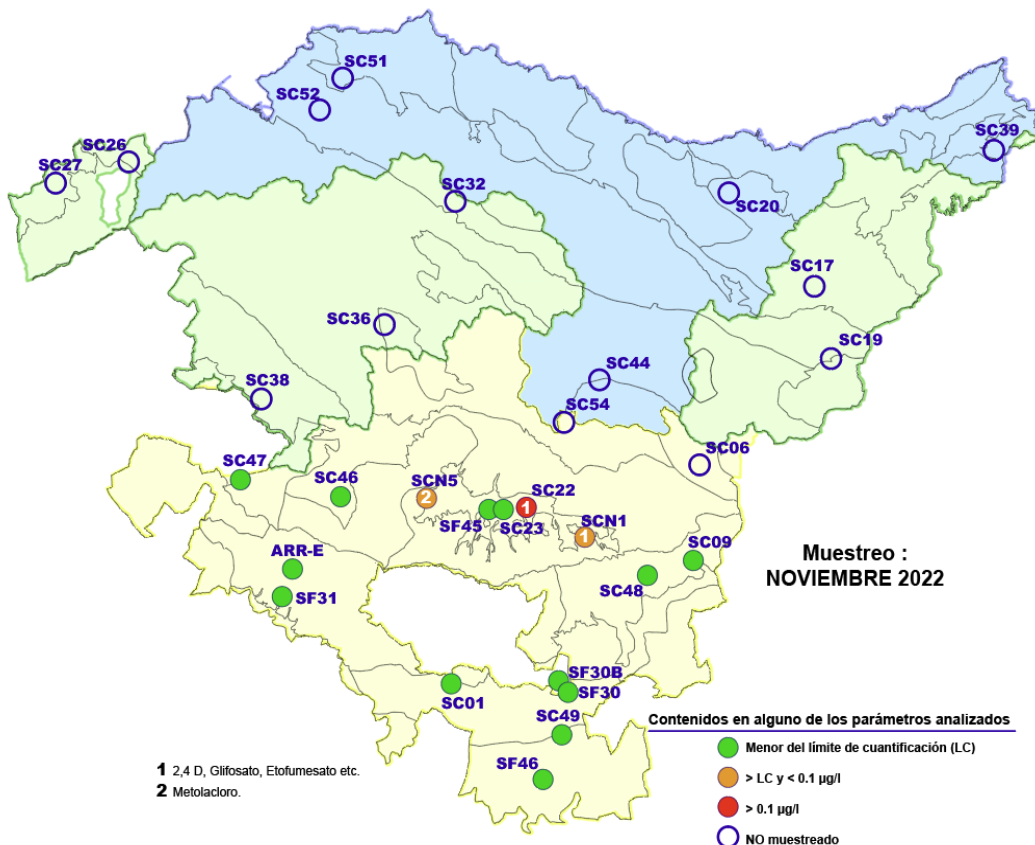 SC51
SC52
SC39
SC26
SC27
SC32
SC20
SC17
SC36
SC19
SC44
SC38
SC54
SC06
SC47
SC46
SCN5
2
SC22
1
SF45
SC23
SCN1
1
SC09
Muestreo :
NOVIEMBRE 2022
ARR-E
SC48
SF31
SF30B
SF30
SC01
SC49
Contenidos en alguno de los parámetros analizados
Menor del límite de cuantificación (LC)
SF46
1 2,4 D, Glifosato, Etofumesato etc.
> LC y < 0.1 µg/l
2 Metolacloro.
> 0.1 µg/l
NO muestreado